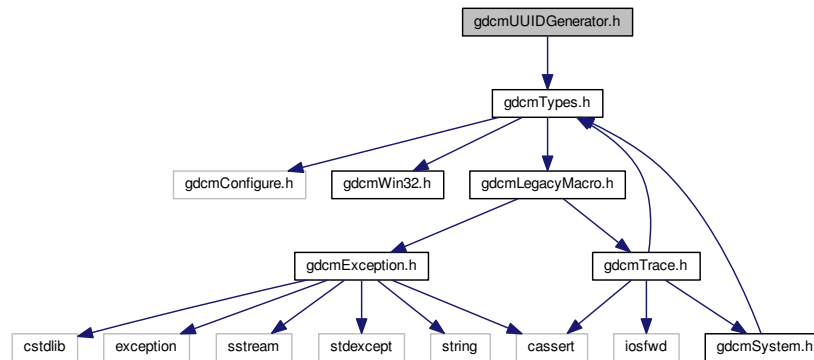 gdcmUUIDGenerator.h
gdcmTypes.h
gdcmConfigure.h
gdcmWin32.h
gdcmLegacyMacro.h
gdcmException.h
gdcmTrace.h
cstdlib
exception
sstream
stdexcept
string
cassert
iosfwd
gdcmSystem.h